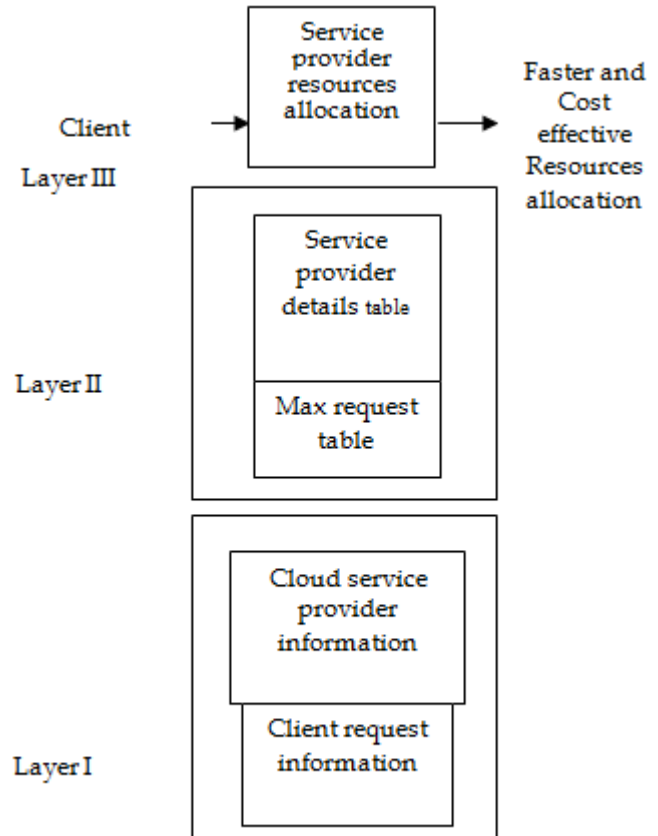 Service
provider
resources
allocation
Client
Faster and
Cost
effective
Resources
allocation
Layer III
Service
provider
details table
Layer II
Max request
table
Cloud service
provider
information
Client request
information
Layer I